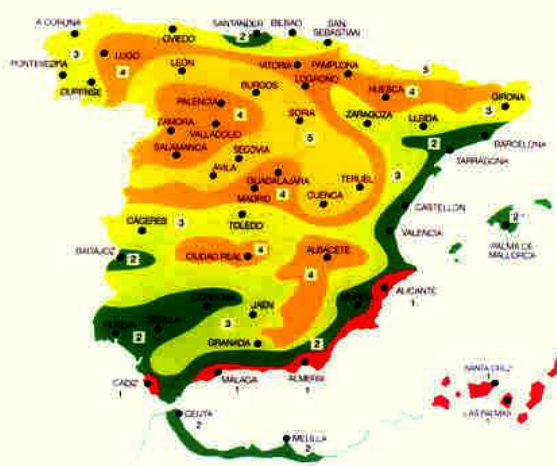 SANTANDER
BILBAO
SAN
SEBASTIAN
A CORUÑA
OVIEDO
2
3
LUGO
PONTEVEDRA
4
LEÓN
VITORIA
PAMPLONA
5
LOGROÑO
OURENSE
BURGOS
HUESCA
4
PALENCIA
GIRONA
3
4
SORIA
ZAMORA
VALLADOLID
ZARAGOZA
LLEIDA
5
2
BARCELONA
SALAMANCA
SEGOVIA
TARRAGONA
AVILA
GUADALAJARA
TERUEL
3
MADRID
4
CUENCA
CASTELLON
2
TOLEDO
CÁCERES
3
VALENCIA
PALMA DE
MALLORCA
BADAJOZ
2
CIUDAD REAL
4
ALBACETE
4
ALICANTE
1
JAÉN
3
SEVILLA
2
GRANADA
2
SANTA CRUZ
1
CADIZ
1
MALAGA
1
ALMERIA
1
LAS PALMAS
1
CEUTA
2
MELILLA
2